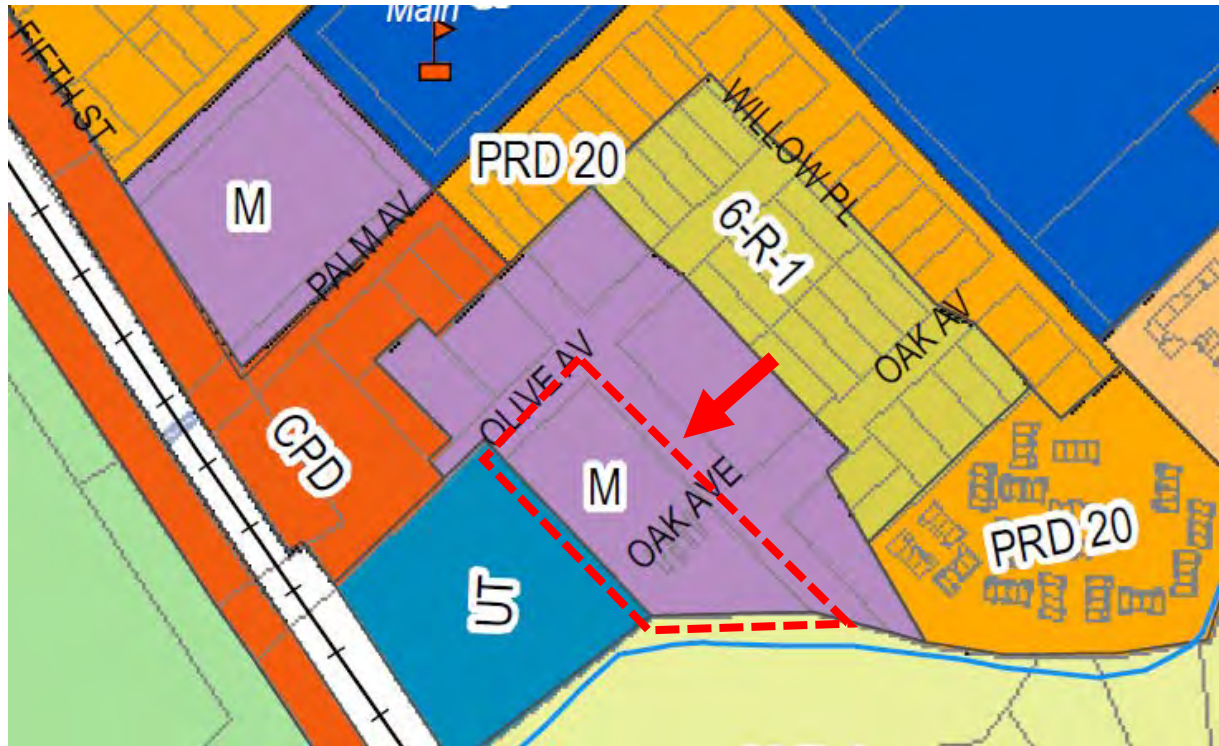 Main
FIFTH ST
PRD 20
WILLOW PL
M
PALM AV
6-R-1
OAK AV
OLIVE AV
CPD
M
OAK AVE
PRD 20
UT